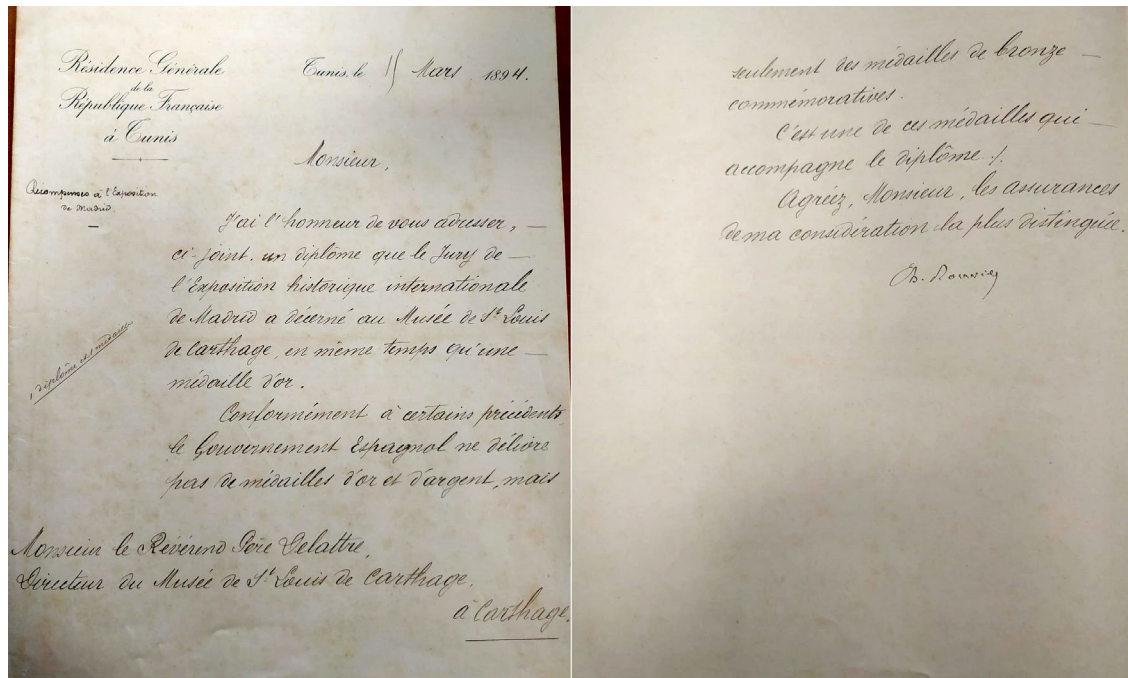 Résidence Générale
de la
République Française
à Tunis
Tunis, le 15 Mars 1894.
Monsieur,
Récompenses à l'Exposition
de Madrid
J'ai l'honneur de vous adresser, —
ci-joint, un diplôme que le Jury de —
l'Exposition historique internationale
de Madrid a décerné au Musée de St Louis
de Carthage, en même temps qu'une —
médaille d'or.
1 diplôme et 1 médaille
Conformément à certains précédents,
le Gouvernement Espagnol ne délivre
pas de médailles d'or et d'argent, mais
Monsieur le Révérend Père Delattre,
Directeur du Musée de St Louis de Carthage.
à Carthage.
seulement des médailles de bronze —
commémoratives.
C'est une de ces médailles qui —
accompagne le diplôme ./.
Agréez, Monsieur, les assurances
de ma considération la plus distinguée.